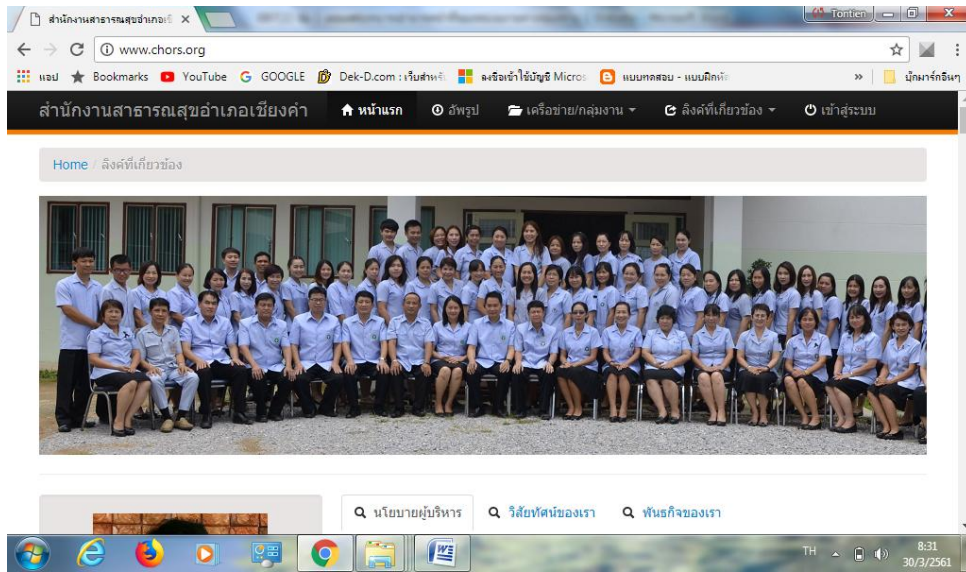 สำนักงานสาธารณสุขอำเภอเ
Tontien
www.chors.org
แอป Bookmarks YouTube GOOGLE Dek-D.com : เว็บสำหรั ลงชื่อเข้าใช้บัญชี Micros แบบทดสอบ - แบบฝึกหั » บุ๊กมาร์กอื่นๆ
สำนักงานสาธารณสุขอำเภอเชียงคำ หน้าแรก อัพรูป เครือข่าย/กลุ่มงาน ลิงค์ที่เกี่ยวข้อง เข้าสู่ระบบ
Home / ลิงค์ที่เกี่ยวข้อง
นโยบายผู้บริหาร วิสัยทัศน์ของเรา พันธกิจของเรา
TH 8:31
30/3/2561